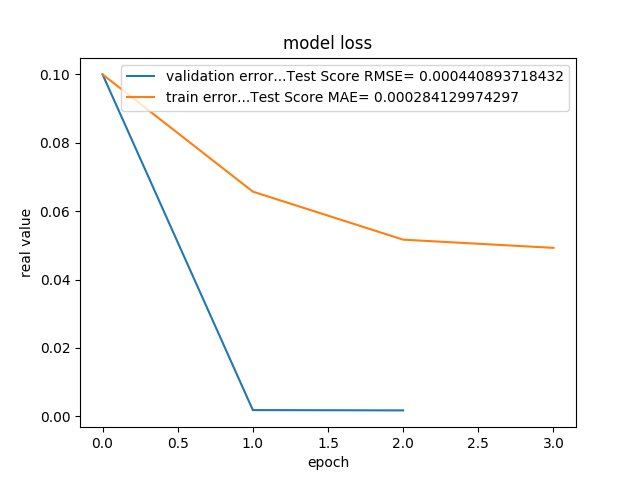 model loss
validation error...Test Score RMSE= 0.000440893718432
train error...Test Score MAE= 0.000284129974297
real value
0.10
0.08
0.06
0.04
0.02
0.00
0.0 0.5 1.0 1.5 2.0 2.5 3.0
epoch